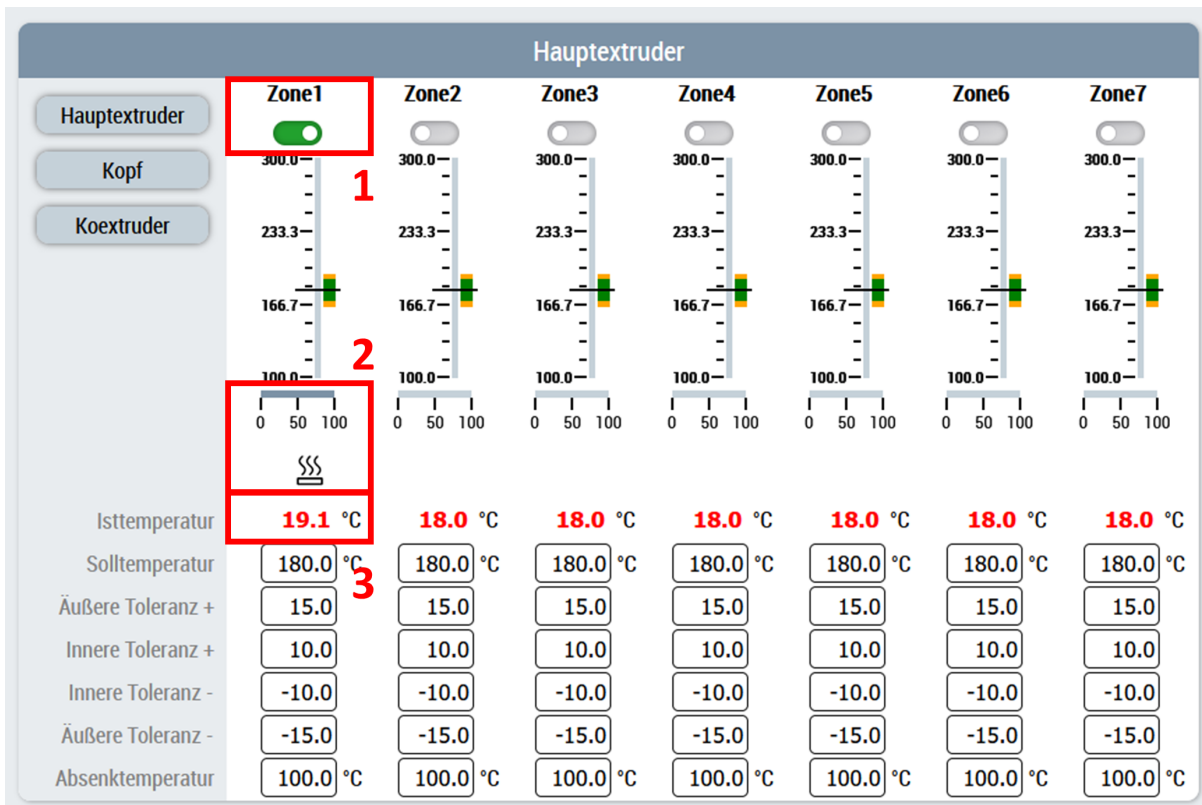 Hauptextruder
Hauptextruder
Kopf
Koextruder
Zone1 Zone2 Zone3 Zone4 Zone5 Zone6 Zone7
1
300.0 300.0 300.0 300.0 300.0 300.0 300.0
233.3 233.3 233.3 233.3 233.3 233.3 233.3
166.7 166.7 166.7 166.7 166.7 166.7 166.7
2
100.0 100.0 100.0 100.0 100.0 100.0 100.0
0 50 100 0 50 100 0 50 100 0 50 100 0 50 100 0 50 100 0 50 100
Isttemperatur 19.1 °C 18.0 °C 18.0 °C 18.0 °C 18.0 °C 18.0 °C 18.0 °C
Solltemperatur 180.0 °C 180.0 °C 180.0 °C 180.0 °C 180.0 °C 180.0 °C 180.0 °C
3
Äußere Toleranz + 15.0 15.0 15.0 15.0 15.0 15.0 15.0
Innere Toleranz + 10.0 10.0 10.0 10.0 10.0 10.0 10.0
Innere Toleranz - -10.0 -10.0 -10.0 -10.0 -10.0 -10.0 -10.0
Äußere Toleranz - -15.0 -15.0 -15.0 -15.0 -15.0 -15.0 -15.0
Absenktemperatur 100.0 °C 100.0 °C 100.0 °C 100.0 °C 100.0 °C 100.0 °C 100.0 °C